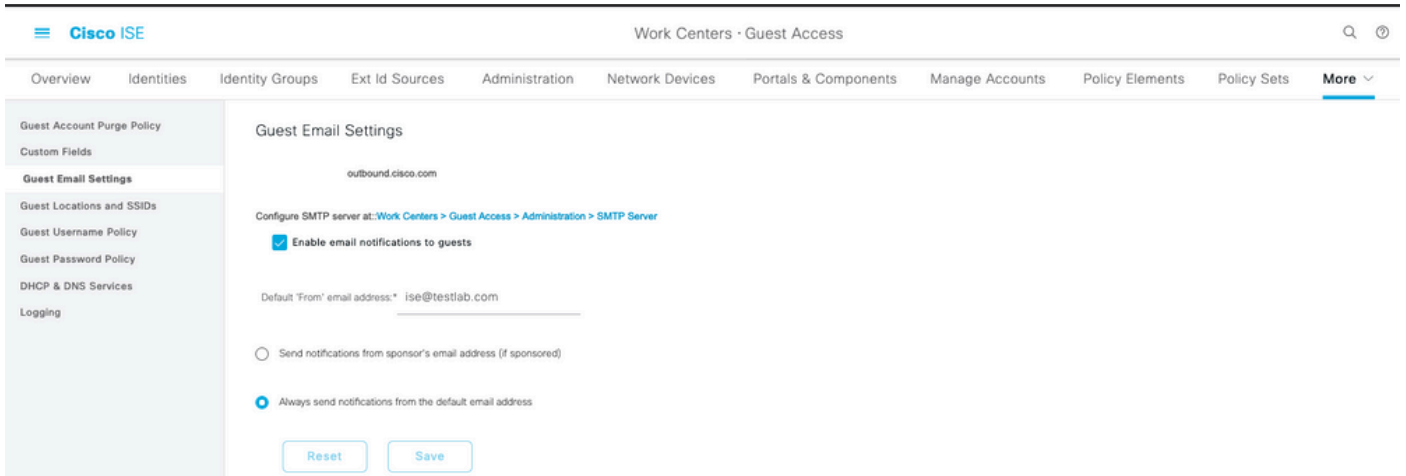 Cisco ISE
Work Centers · Guest Access
Overview Identities Identity Groups Ext Id Sources Administration Network Devices Portals & Components Manage Accounts Policy Elements Policy Sets More
Guest Account Purge Policy
Custom Fields
Guest Email Settings
Guest Locations and SSIDs
Guest Username Policy
Guest Password Policy
DHCP & DNS Services
Logging
Guest Email Settings
outbound.cisco.com
Configure SMTP server at::Work Centers > Guest Access > Administration > SMTP Server
Enable email notifications to guests
Default 'From' email address:* ise@testlab.com
Send notifications from sponsor's email address (if sponsored)
Always send notifications from the default email address
Reset Save